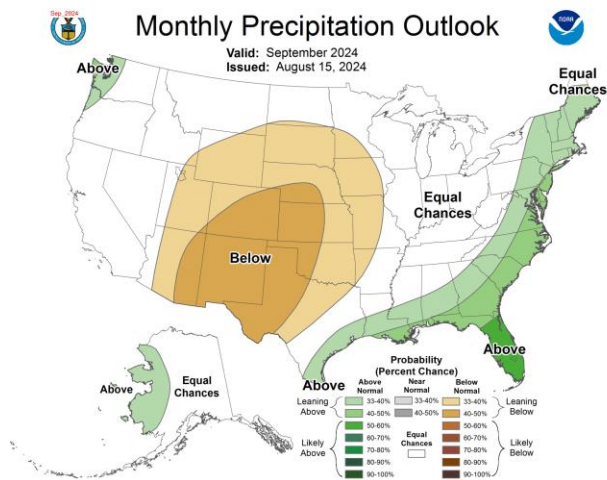 Sep_2024
Monthly Precipitation Outlook
NOAA
Valid: September 2024
Issued: August 15, 2024
Above
Equal
Chances
Equal
Chances
Below
Above
Above
Equal
Chances
Above
Probability
(Percent Chance)
Above
Normal
Near
Normal
Below
Normal
Leaning
Above
33-40% 33-40% 33-40%
40-50% 40-50% 40-50%
Leaning
Below
Likely
Above
50-60% 50-60%
60-70% Equal 60-70%
70-80% Chances 70-80%
80-90% 80-90%
90-100% 90-100%
Likely
Below